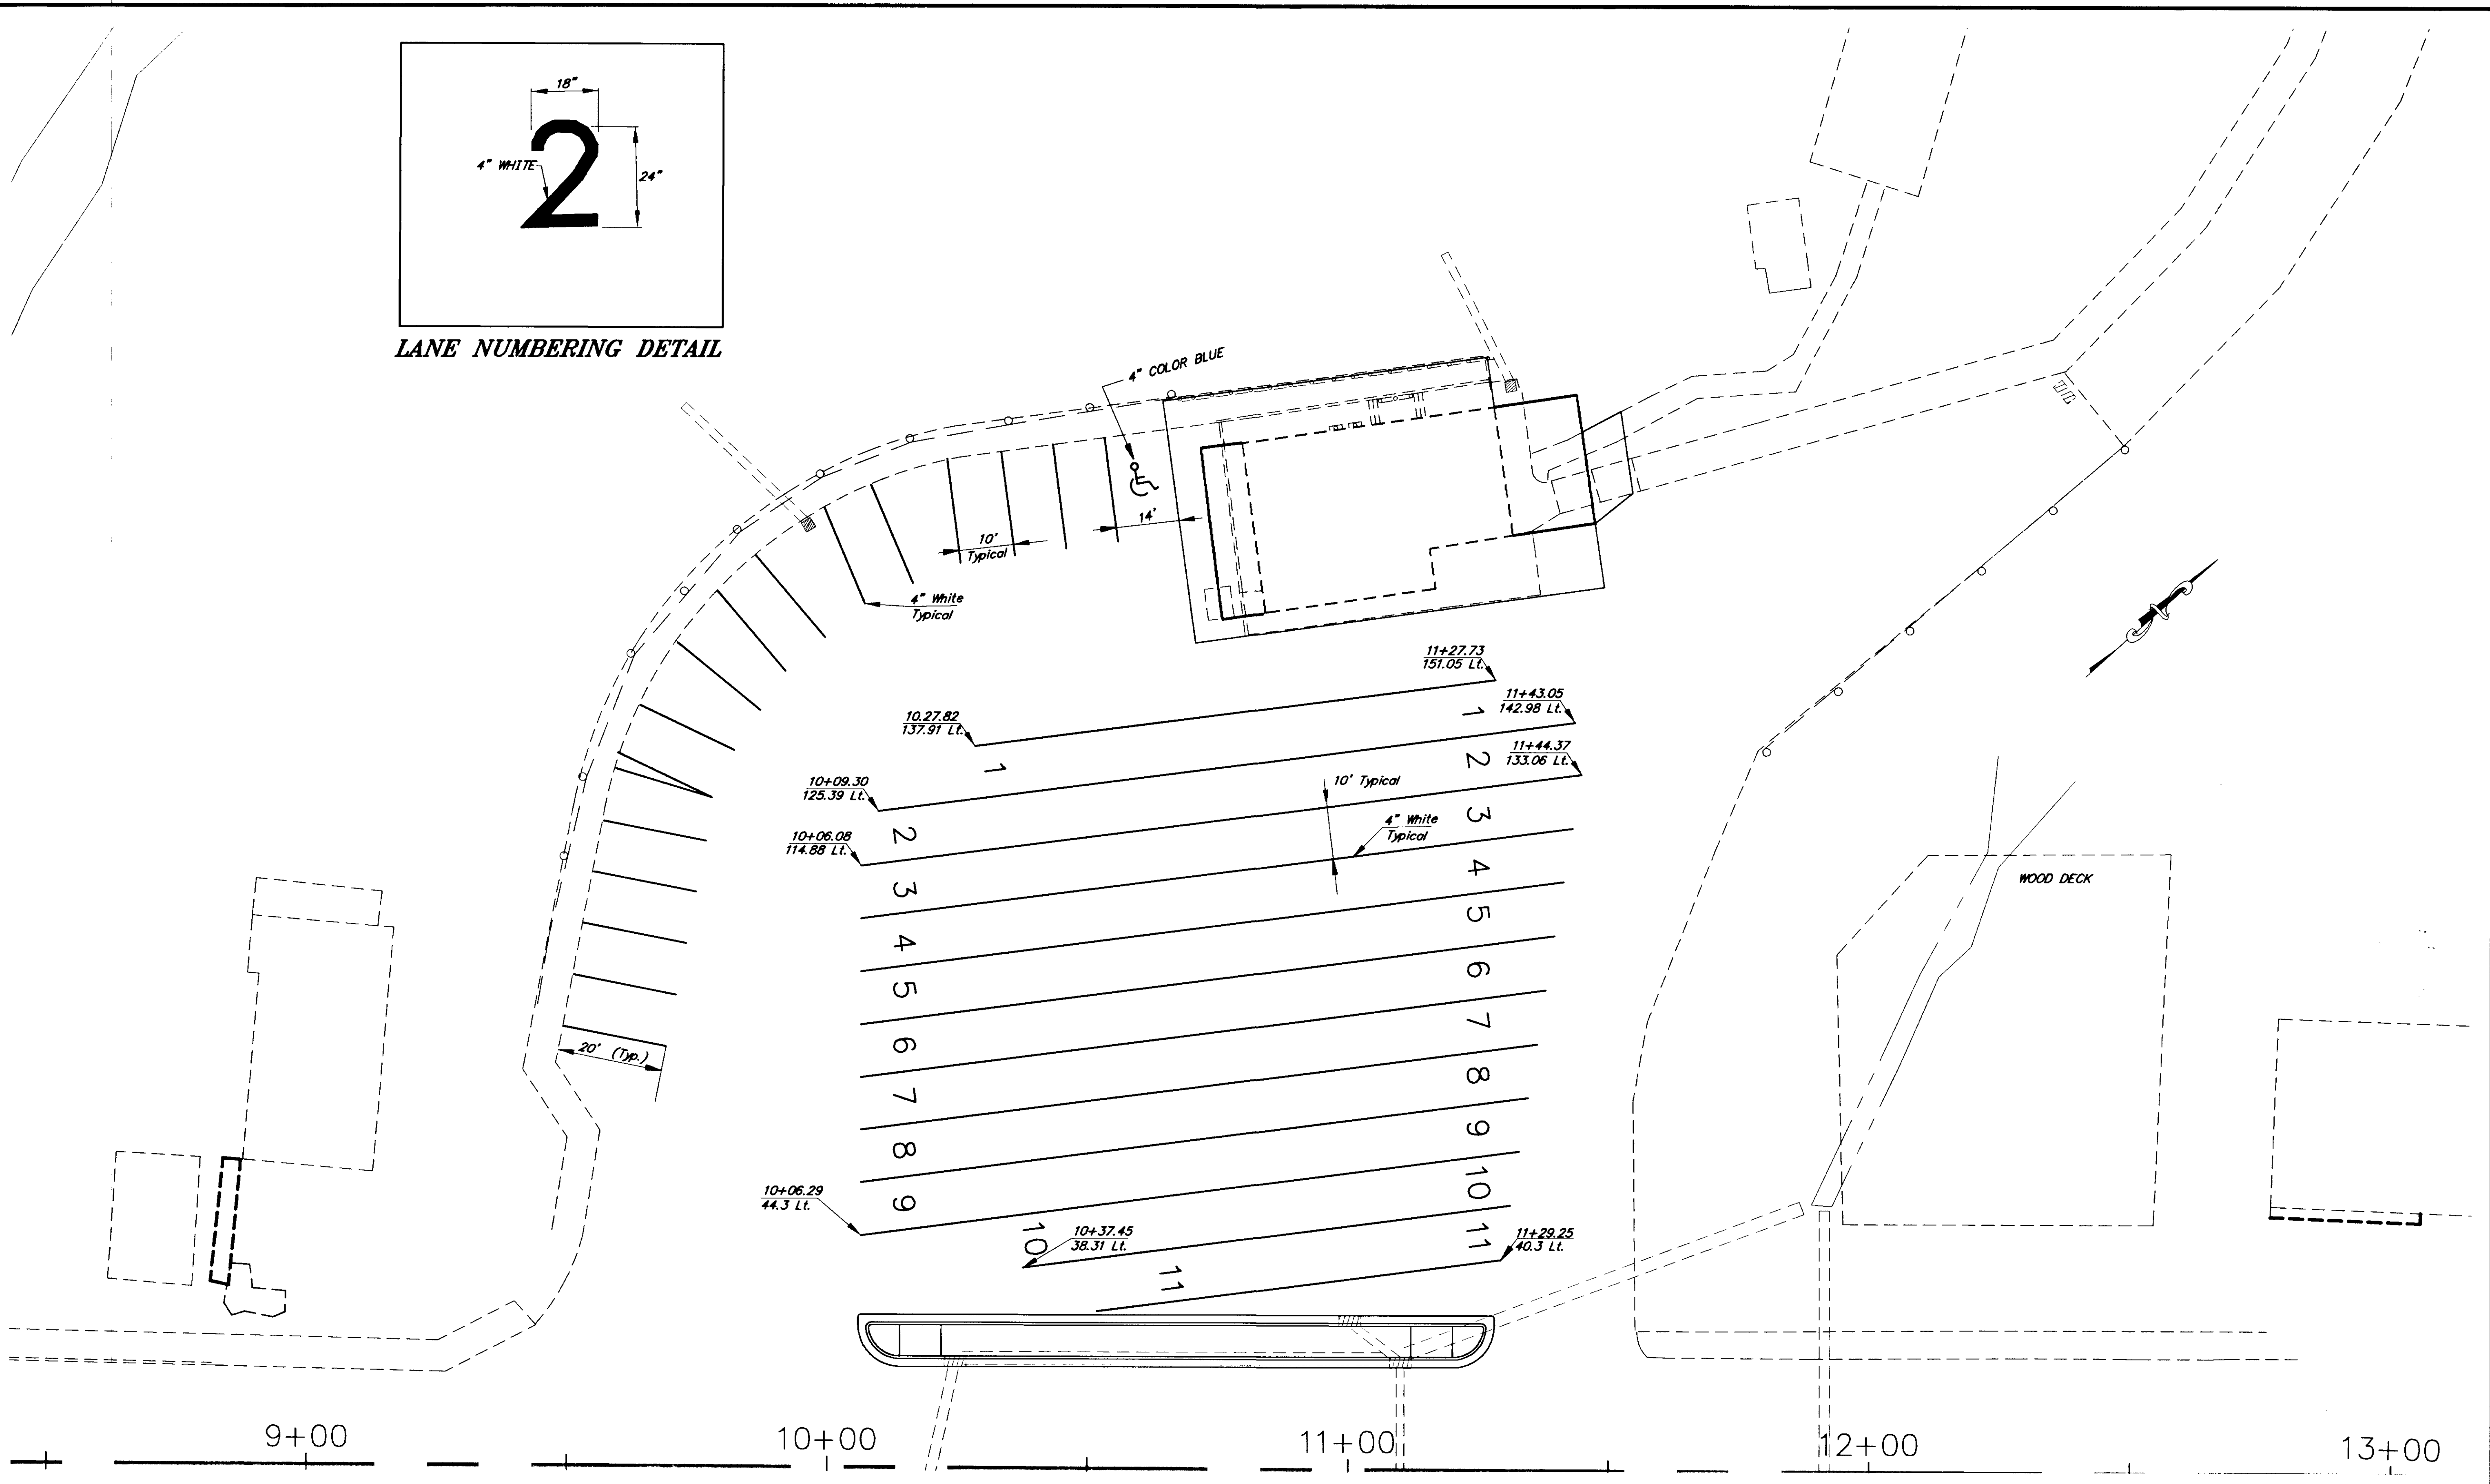 18"
4" WHITE
24"
LANE NUMBERING DETAIL
4" COLOR BLUE
14'
10'
Typical
4" White
Typical
11+27.73
151.05 Lt.
10.27.82
137.91 Lt.
1
11+43.05
142.98 Lt.
1
2
11+44.37
133.06 Lt.
10+09.30
125.39 Lt.
10' Typical
2
3
4" White
Typical
10+06.08
114.88 Lt.
3
4
WOOD DECK
4
5
5
6
6
7
20' (Typ.)
7
8
8
9
10+06.29
44.3 Lt.
9
10
10
10+37.45
38.31 Lt.
11
11+29.25
40.3 Lt.
11
9+00
10+00
11+00
12+00
13+00